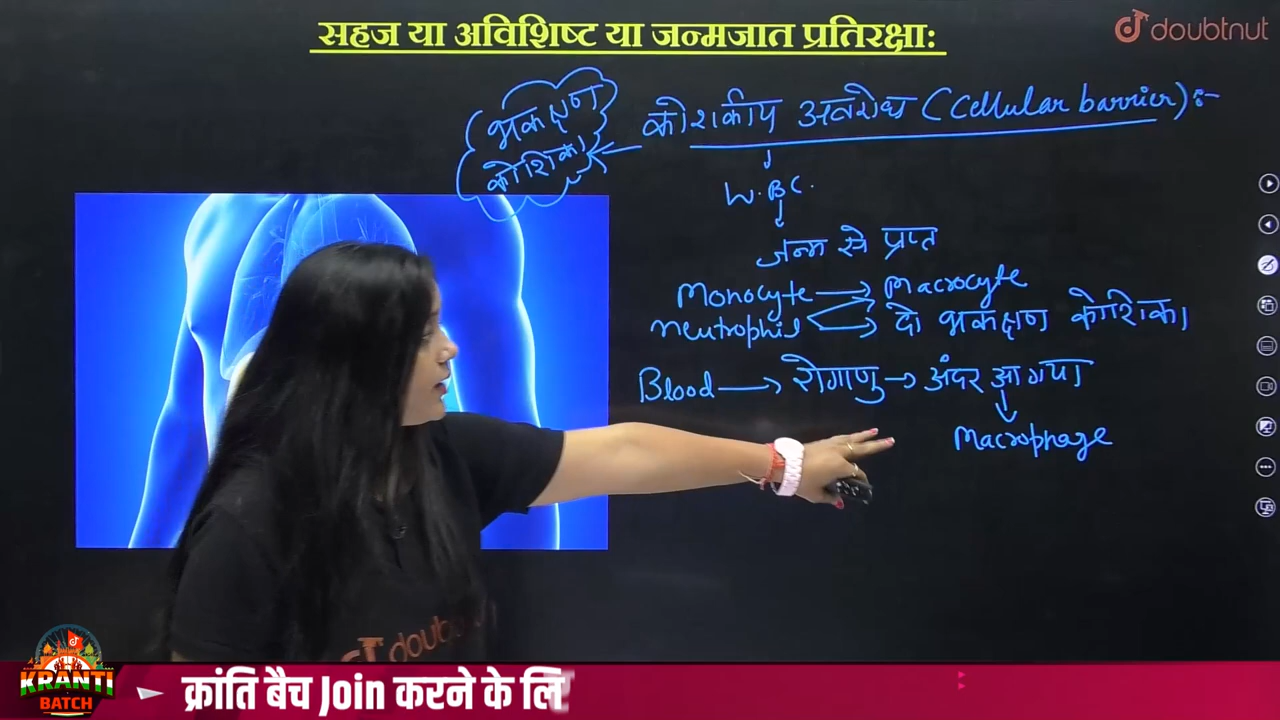 सहज या अविशिष्ट या जन्मजात प्रतिरक्षा:
doubtnut
भक्षण
कोशिका
कोशकीय अवरोध (Cellular barrier):-
W.B.C.
जन्म से प्राप्त
Monocyte → Macrocyte
neutrophil → दो भक्षण कोशिका
Blood → रोगाणु → अंदर आ गया
Macrophage
KRANTI
BATCH
क्रांति बैच Join करने के लि